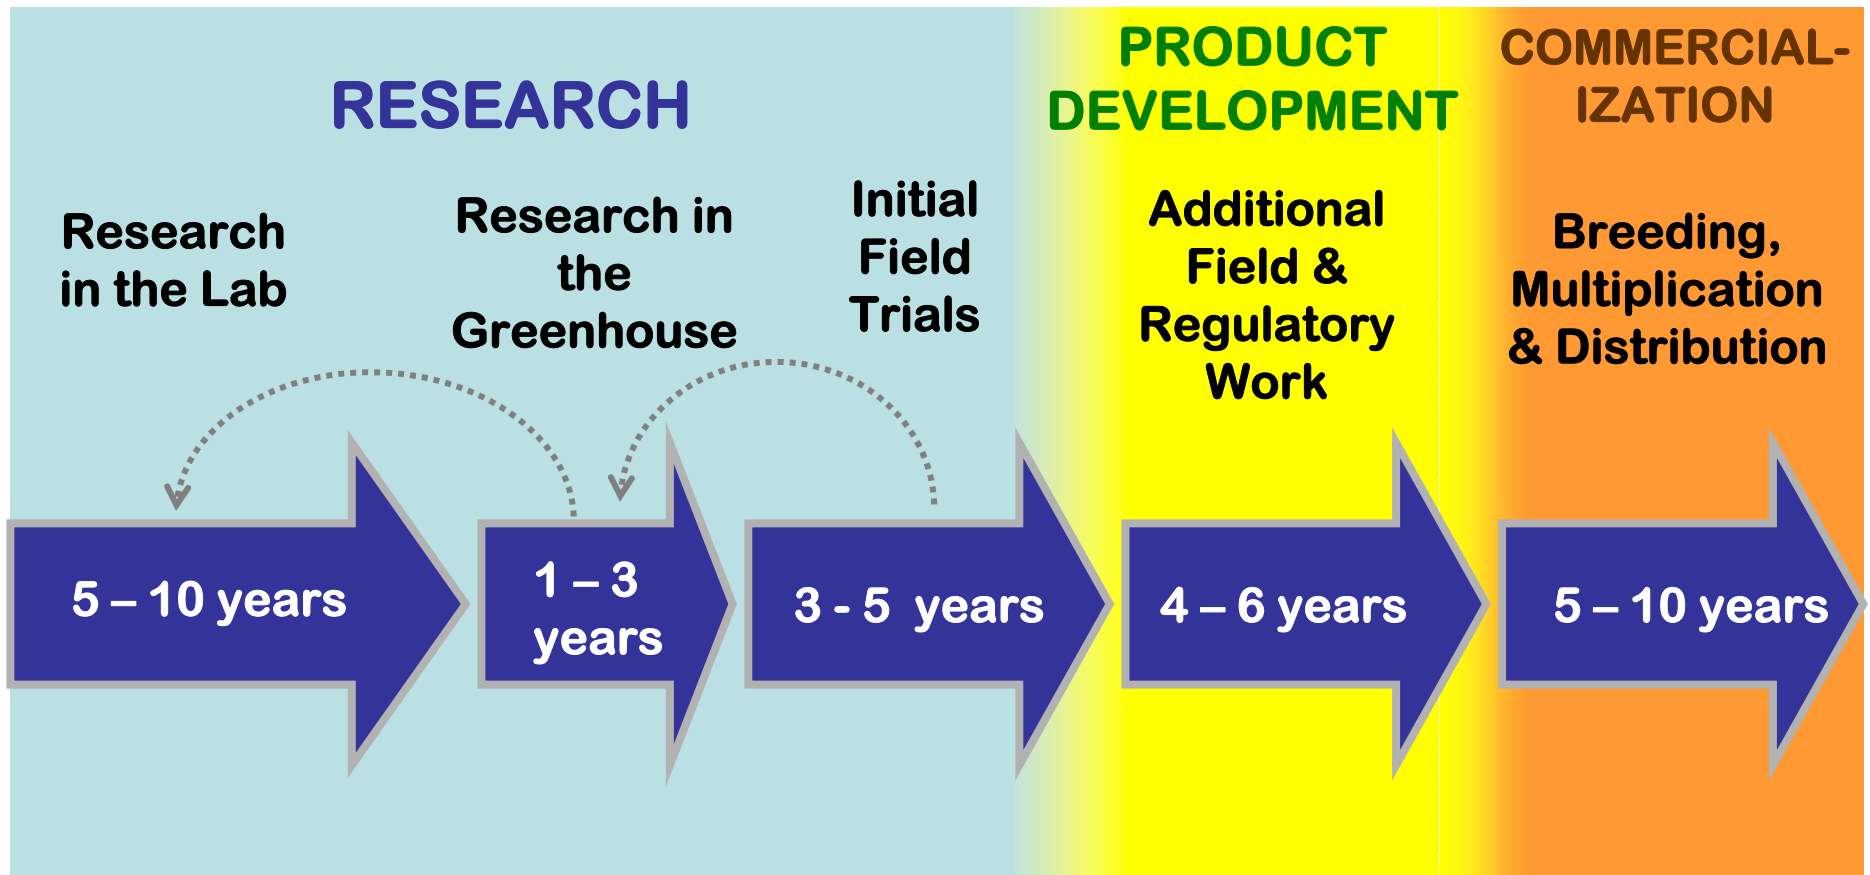 RESEARCH
PRODUCT
DEVELOPMENT
COMMERCIAL-
IZATION
Research
in the Lab
Research in
the
Greenhouse
Initial
Field
Trials
Additional
Field &
Regulatory
Work
Breeding,
Multiplication
& Distribution
5 – 10 years
1 – 3
years
3 - 5  years
4 – 6 years
5 – 10 years